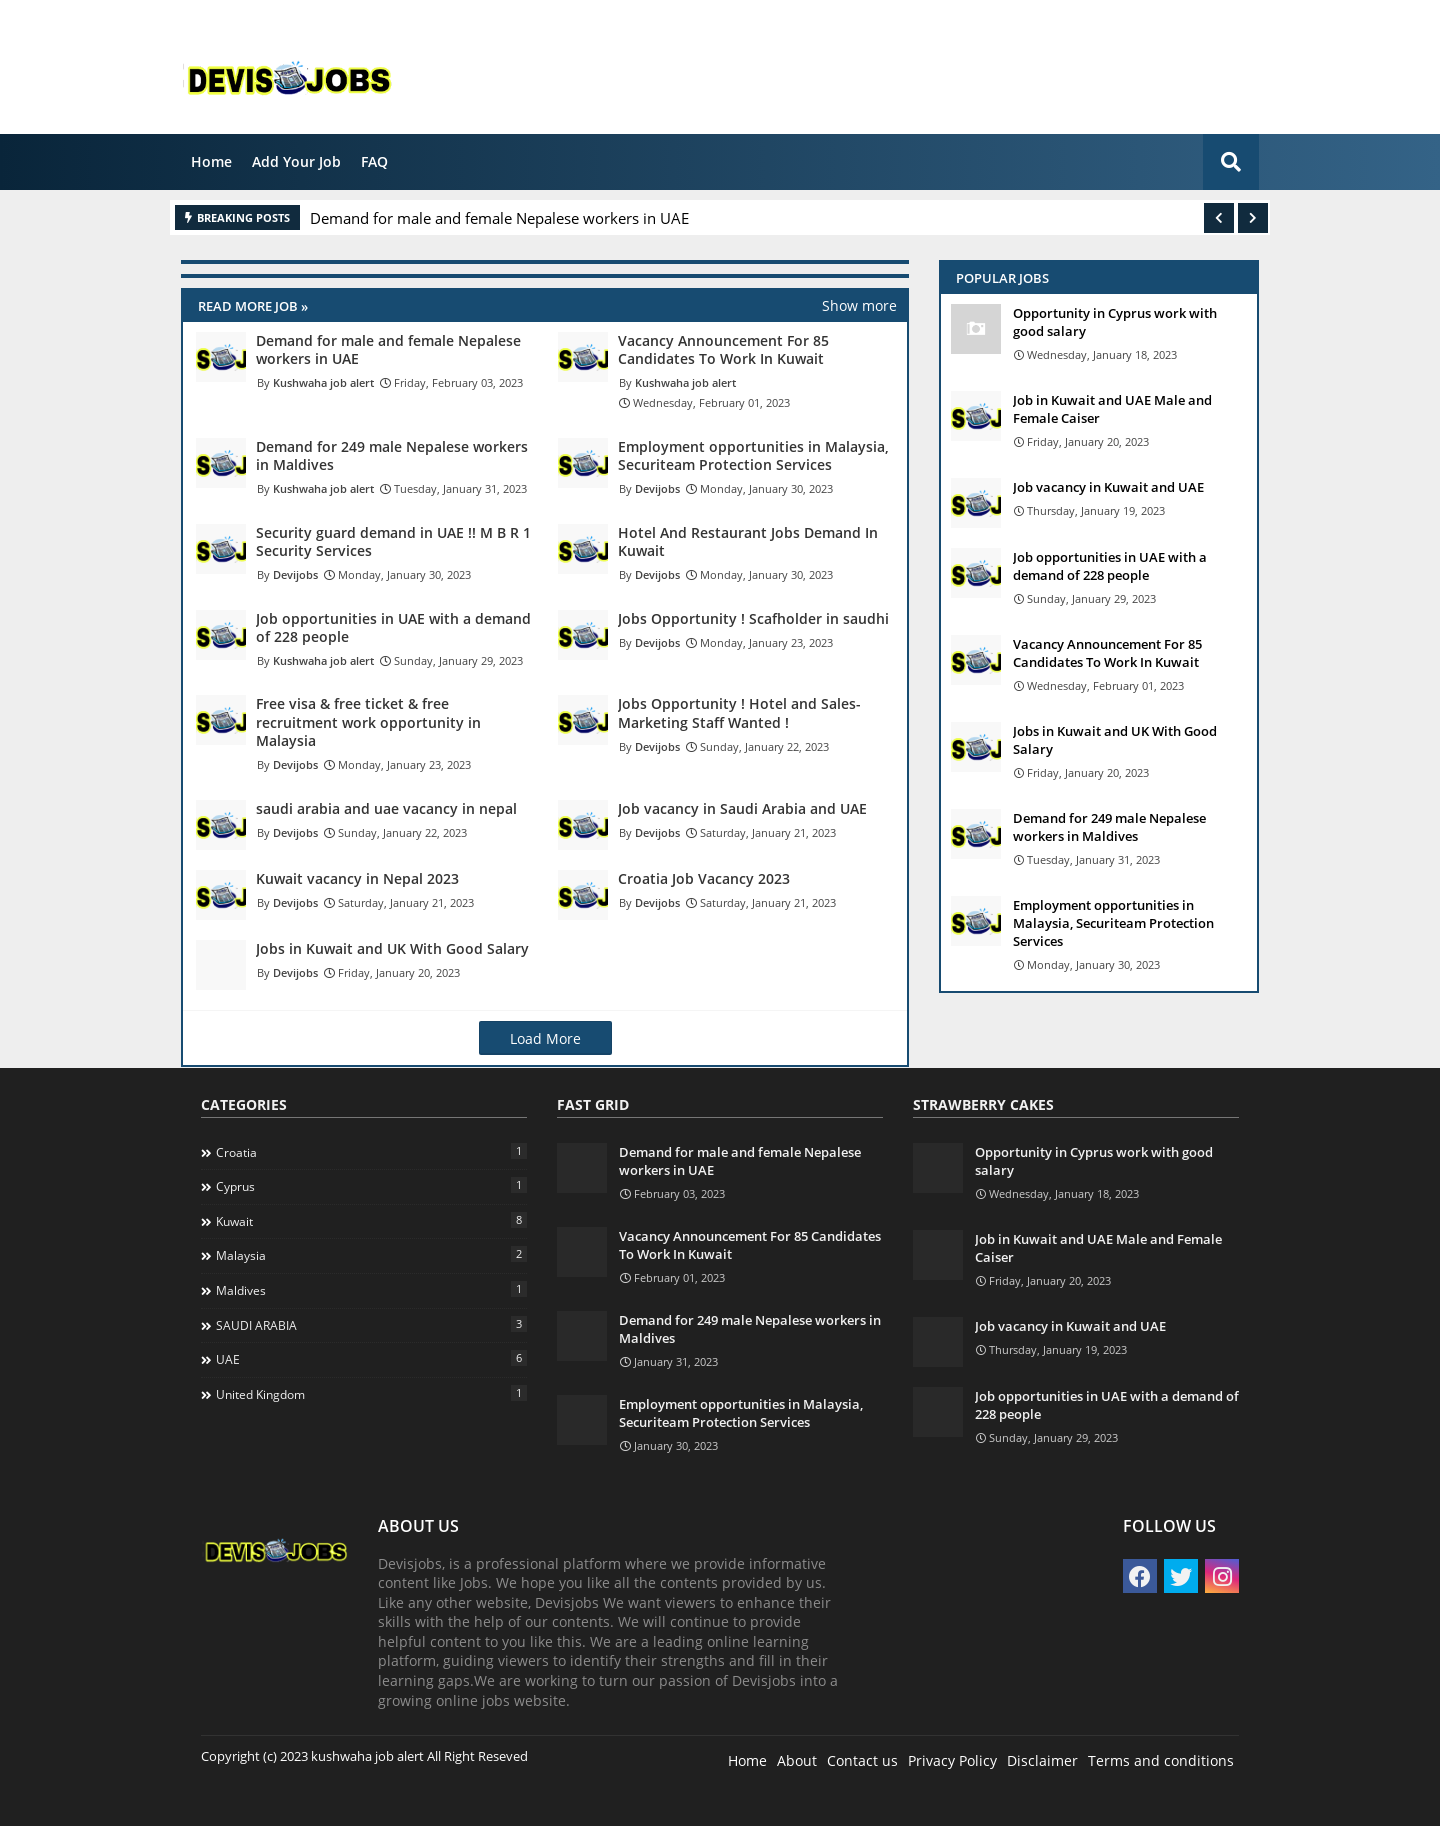 DEVIS JOBS
Home Add Your Job FAQ
BREAKING POSTS Demand for male and female Nepalese workers in UAE
READ MORE JOB » Show more
Demand for male and female Nepalese
workers in UAE
By Kushwaha job alert Friday, February 03, 2023
Vacancy Announcement For 85
Candidates To Work In Kuwait
By Kushwaha job alert
Wednesday, February 01, 2023
Demand for 249 male Nepalese workers
in Maldives
By Kushwaha job alert Tuesday, January 31, 2023
Employment opportunities in Malaysia,
Securiteam Protection Services
By Devijobs Monday, January 30, 2023
Security guard demand in UAE !! M B R 1
Security Services
By Devijobs Monday, January 30, 2023
Hotel And Restaurant Jobs Demand In
Kuwait
By Devijobs Monday, January 30, 2023
Job opportunities in UAE with a demand
of 228 people
By Kushwaha job alert Sunday, January 29, 2023
Jobs Opportunity ! Scafholder in saudhi
By Devijobs Monday, January 23, 2023
Free visa & free ticket & free
recruitment work opportunity in
Malaysia
By Devijobs Monday, January 23, 2023
Jobs Opportunity ! Hotel and Sales-
Marketing Staff Wanted !
By Devijobs Sunday, January 22, 2023
saudi arabia and uae vacancy in nepal
By Devijobs Sunday, January 22, 2023
Job vacancy in Saudi Arabia and UAE
By Devijobs Saturday, January 21, 2023
Kuwait vacancy in Nepal 2023
By Devijobs Saturday, January 21, 2023
Croatia Job Vacancy 2023
By Devijobs Saturday, January 21, 2023
Jobs in Kuwait and UK With Good Salary
By Devijobs Friday, January 20, 2023
Load More
POPULAR JOBS
Opportunity in Cyprus work with
good salary
Wednesday, January 18, 2023
Job in Kuwait and UAE Male and
Female Caiser
Friday, January 20, 2023
Job vacancy in Kuwait and UAE
Thursday, January 19, 2023
Job opportunities in UAE with a
demand of 228 people
Sunday, January 29, 2023
Vacancy Announcement For 85
Candidates To Work In Kuwait
Wednesday, February 01, 2023
Jobs in Kuwait and UK With Good
Salary
Friday, January 20, 2023
Demand for 249 male Nepalese
workers in Maldives
Tuesday, January 31, 2023
Employment opportunities in
Malaysia, Securiteam Protection
Services
Monday, January 30, 2023
CATEGORIES
Croatia 1
Cyprus 1
Kuwait 8
Malaysia 2
Maldives 1
SAUDI ARABIA 3
UAE 6
United Kingdom 1
FAST GRID
Demand for male and female Nepalese
workers in UAE
February 03, 2023
Vacancy Announcement For 85 Candidates
To Work In Kuwait
February 01, 2023
Demand for 249 male Nepalese workers in
Maldives
January 31, 2023
Employment opportunities in Malaysia,
Securiteam Protection Services
January 30, 2023
STRAWBERRY CAKES
Opportunity in Cyprus work with good
salary
Wednesday, January 18, 2023
Job in Kuwait and UAE Male and Female
Caiser
Friday, January 20, 2023
Job vacancy in Kuwait and UAE
Thursday, January 19, 2023
Job opportunities in UAE with a demand of
228 people
Sunday, January 29, 2023
DEVIS JOBS
ABOUT US
Devisjobs, is a professional platform where we provide informative
content like Jobs. We hope you like all the contents provided by us.
Like any other website, Devisjobs We want viewers to enhance their
skills with the help of our contents. We will continue to provide
helpful content to you like this. We are a leading online learning
platform, guiding viewers to identify their strengths and fill in their
learning gaps.We are working to turn our passion of Devisjobs into a
growing online jobs website.
FOLLOW US
Copyright (c) 2023 kushwaha job alert All Right Reseved
Home About Contact us Privacy Policy Disclaimer Terms and conditions